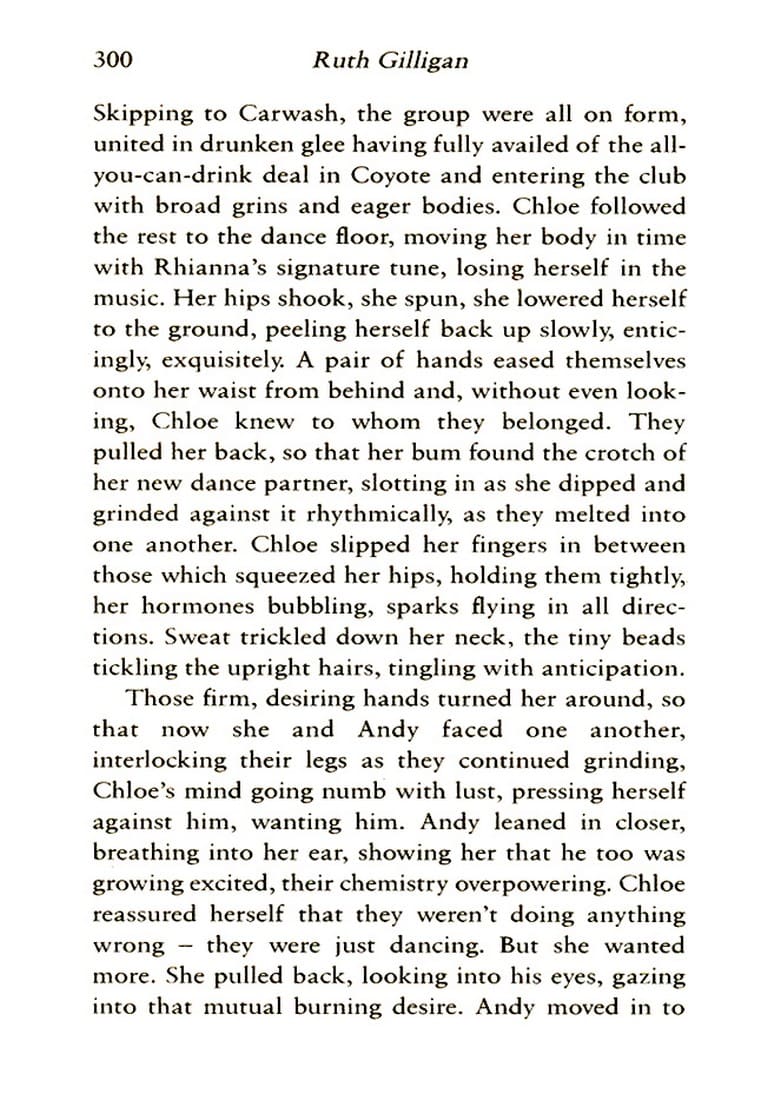 300 Ruth Gilligan
Skipping to Carwash, the group were all on form,
united in drunken glee having fully availed of the all-
you-can-drink deal in Coyote and entering the club
with broad grins and eager bodies. Chloe followed
the rest to the dance floor, moving her body in time
with Rhianna's signature tune, losing herself in the
music. Her hips shook, she spun, she lowered herself
to the ground, peeling herself back up slowly, entic-
ingly, exquisitely. A pair of hands eased themselves
onto her waist from behind and, without even look-
ing, Chloe knew to whom they belonged. They
pulled her back, so that her bum found the crotch of
her new dance partner, slotting in as she dipped and
grinded against it rhythmically, as they melted into
one another. Chloe slipped her fingers in between
those which squeezed her hips, holding them tightly,
her hormones bubbling, sparks flying in all direc-
tions. Sweat trickled down her neck, the tiny beads
tickling the upright hairs, tingling with anticipation.
Those firm, desiring hands turned her around, so
that now she and Andy faced one another,
interlocking their legs as they continued grinding,
Chloe's mind going numb with lust, pressing herself
against him, wanting him. Andy leaned in closer,
breathing into her ear, showing her that he too was
growing excited, their chemistry overpowering. Chloe
reassured herself that they weren't doing anything
wrong – they were just dancing. But she wanted
more. She pulled back, looking into his eyes, gazing
into that mutual burning desire. Andy moved in to